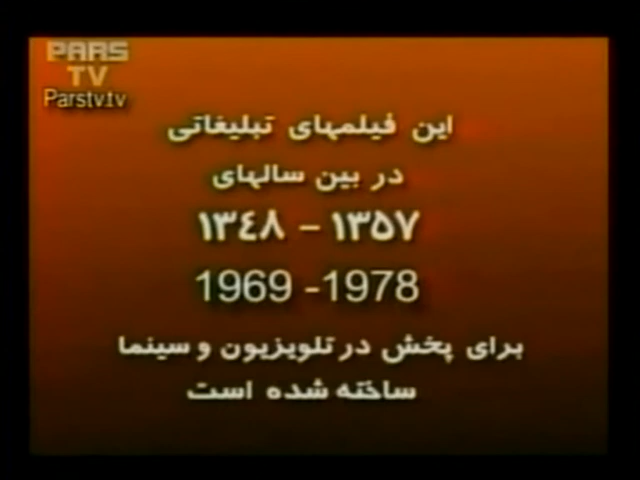 PARS
TV
Parstv.tv
این فیلمهای تبلیغاتی
در بین سالهای
۱۳٤۸ – ۱۳۵۷
1969 -1978
برای پخش در تلویزیون و سینما
ساخته شده است